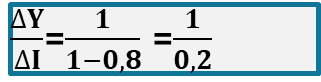 ΔY/ΔI = 1/(1−0,8) = 1/0,2